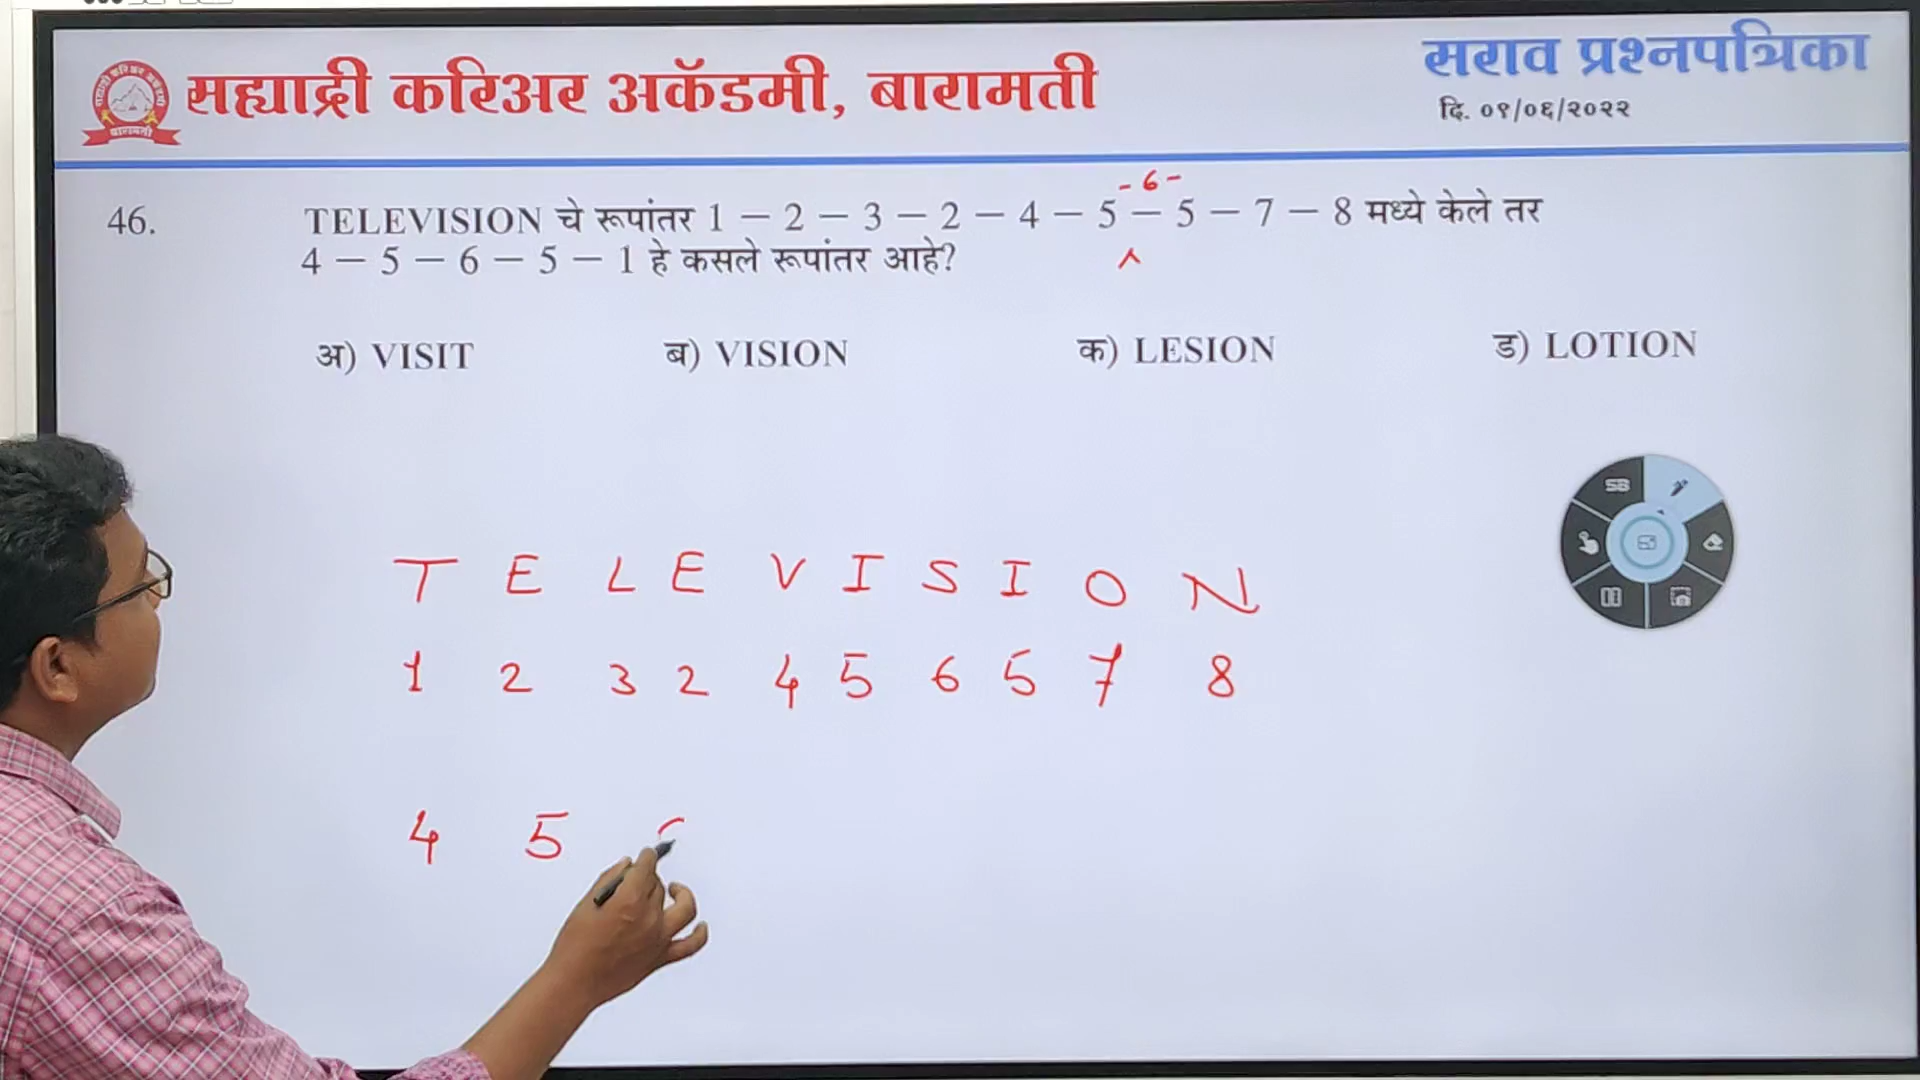 सह्याद्री करिअर अकॅडमी, बारामती
सराव प्रश्नपत्रिका
दि. ०९/०६/२०२२
- 6 -
46. TELEVISION चे रूपांतर 1 – 2 – 3 – 2 – 4 – 5 – 5 – 7 – 8 मध्ये केले तर
4 – 5 – 6 – 5 – 1 हे कसले रूपांतर आहे?
अ) VISIT ब) VISION क) LESION ड) LOTION
T E L E V I S I O N
1 2 3 2 4 5 6 5 7 8
4 5